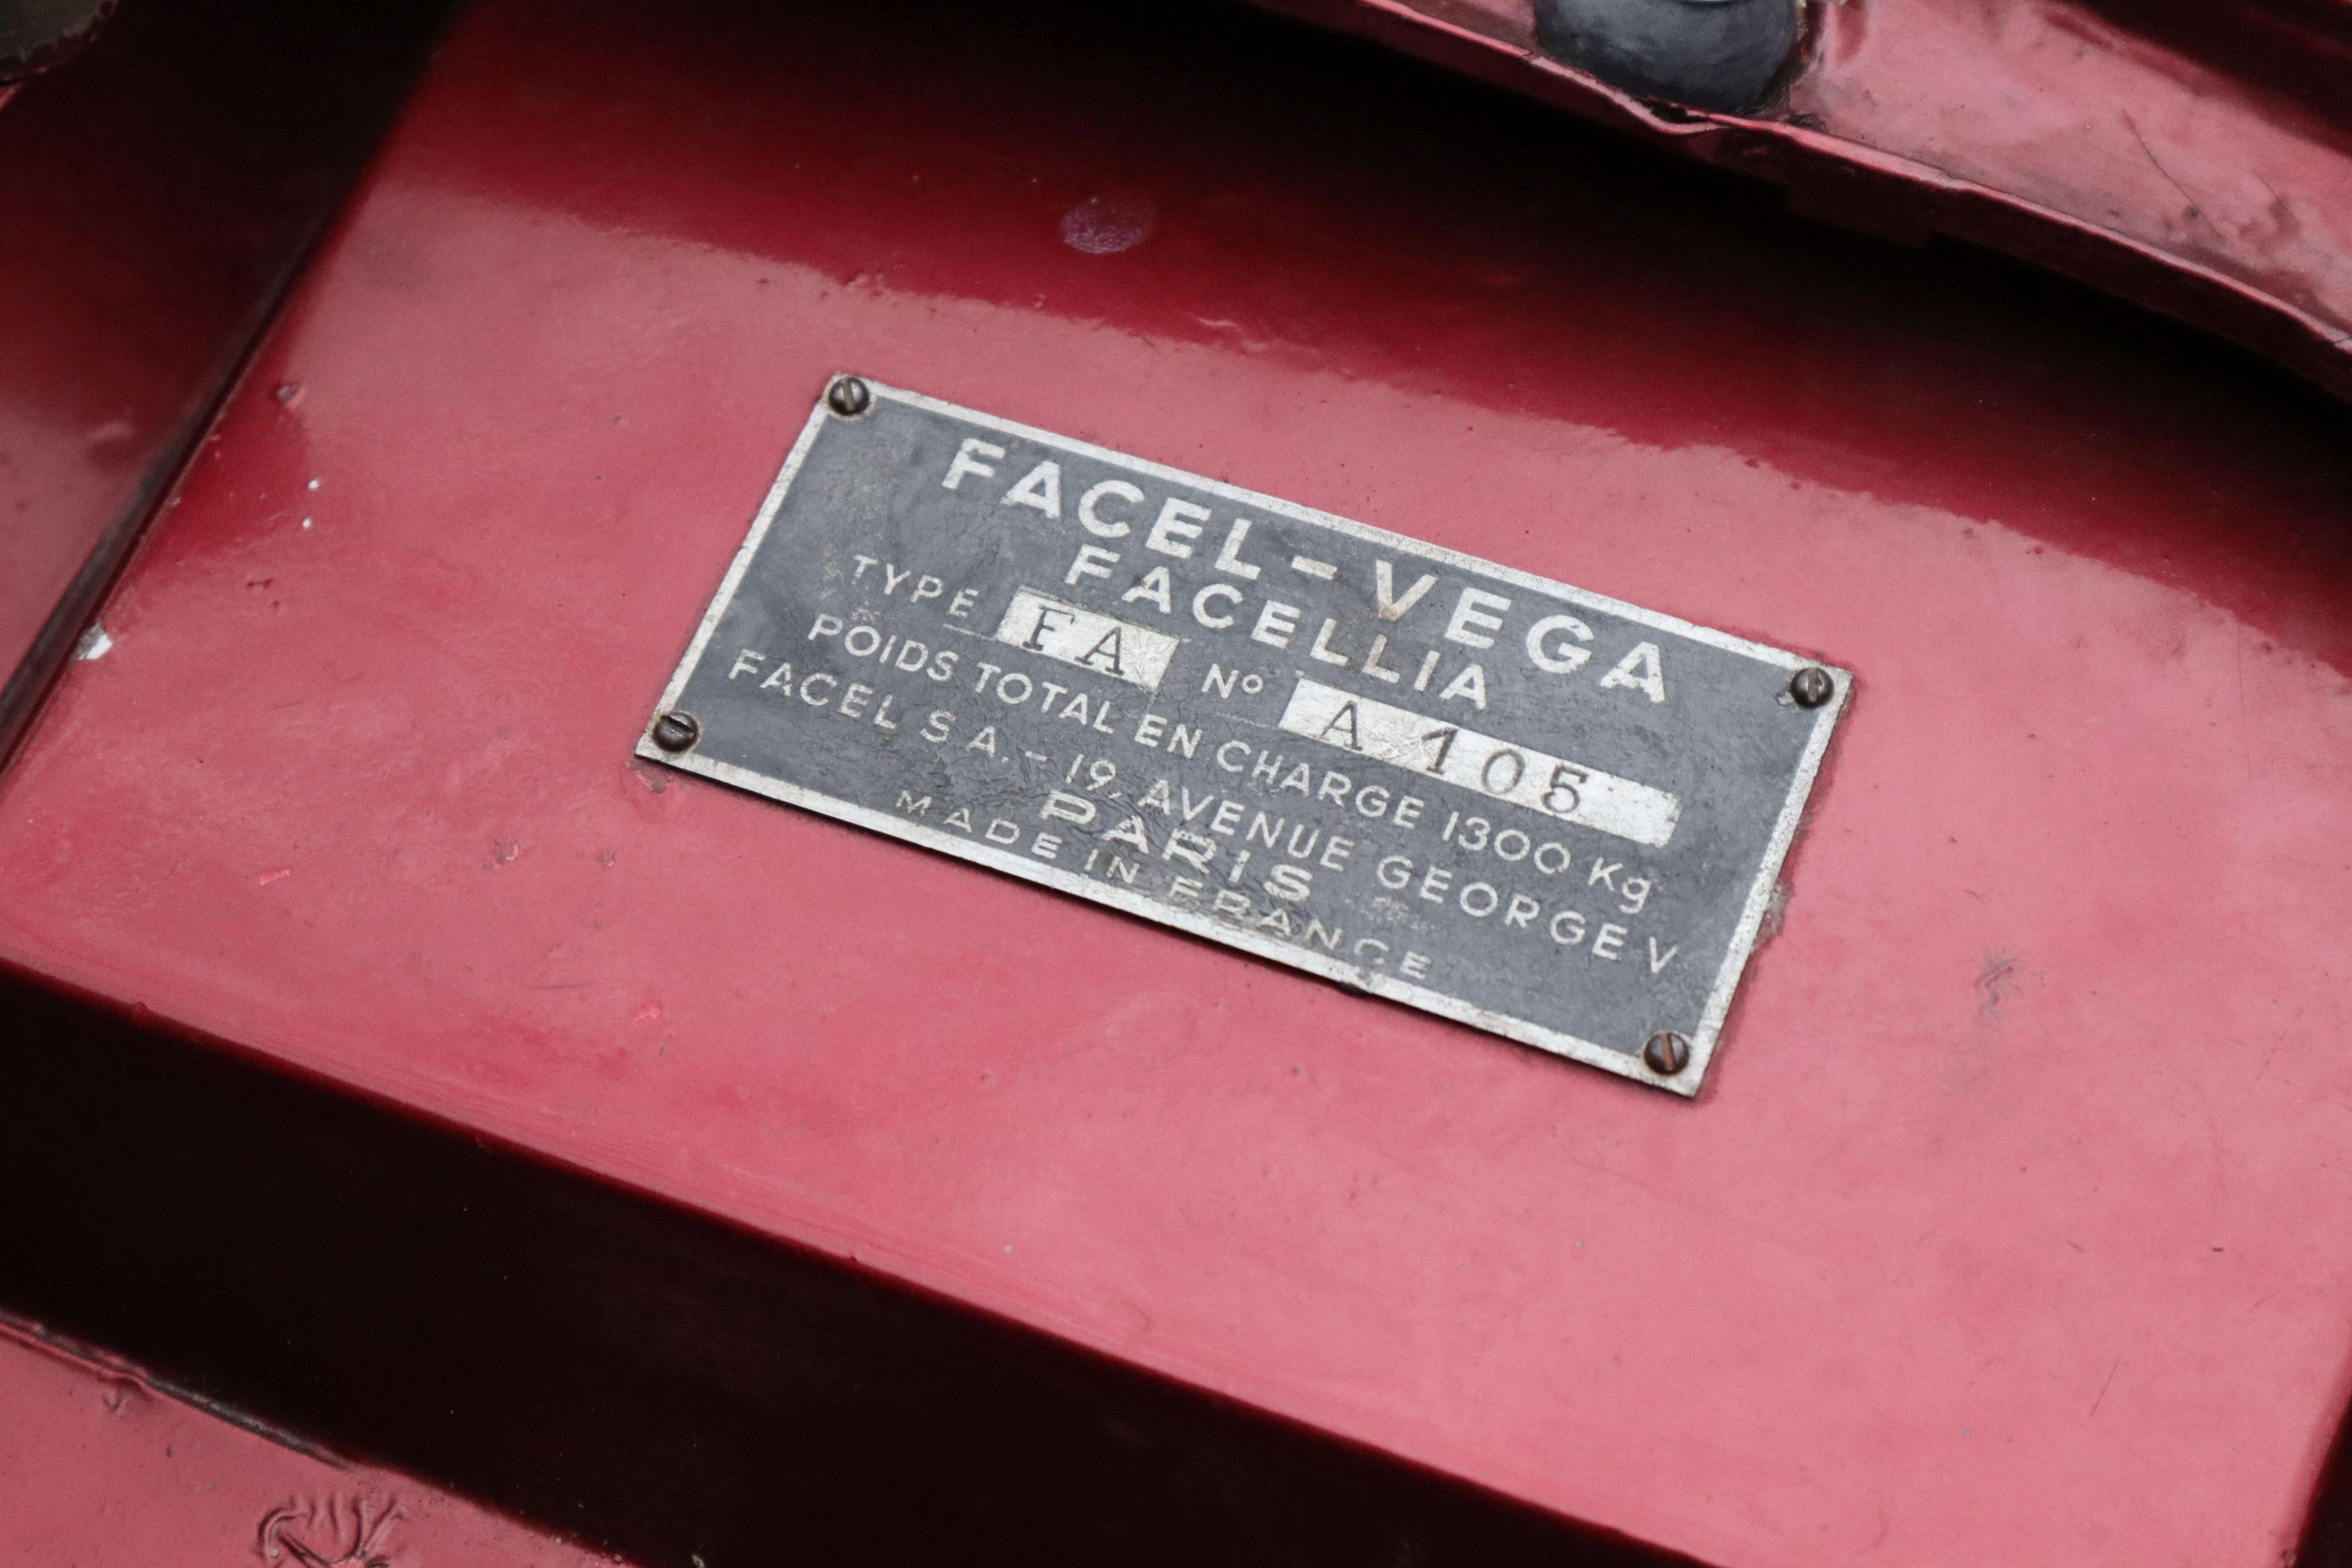 FACEL-VEGA
FACELLIA
TYPE FA Nº A 105
POIDS TOTAL EN CHARGE 1300 Kg
FACEL S.A. - 19, AVENUE GEORGE V
PARIS
MADE IN FRANCE